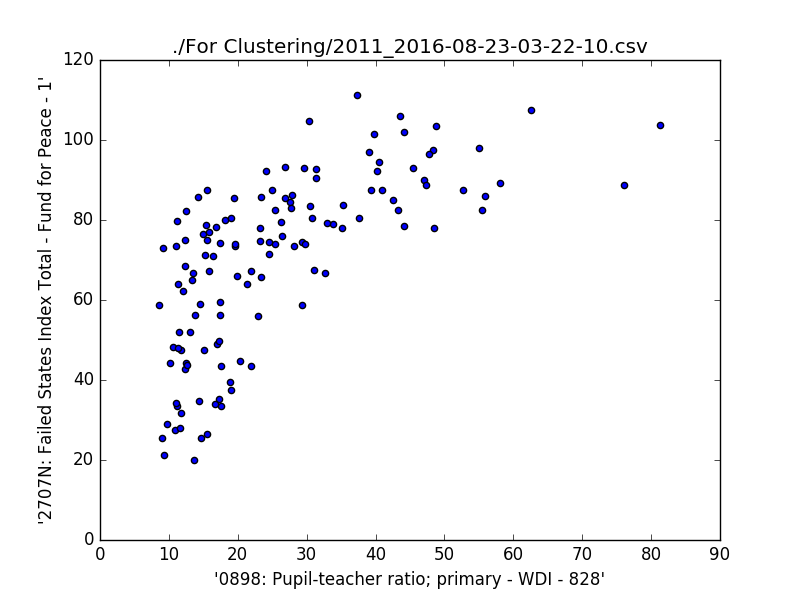 ./For Clustering/2011_2016-08-23-03-22-10.csv
120
100
80
60
40
20
0
'2707N: Failed States Index Total - Fund for Peace - 1'
0 10 20 30 40 50 60 70 80 90
'0898: Pupil-teacher ratio; primary - WDI - 828'